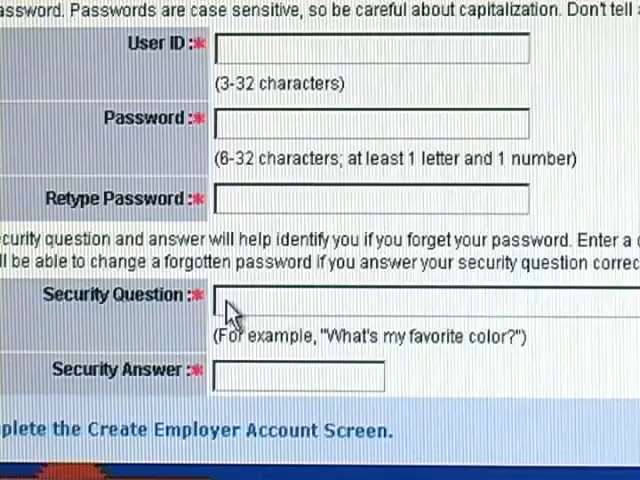 assword. Passwords are case sensitive, so be careful about capitalization. Don't tell
User ID :*
(3-32 characters)
Password :*
(6-32 characters; at least 1 letter and 1 number)
Retype Password :*
curity question and answer will help identify you if you forget your password. Enter a
ll be able to change a forgotten password if you answer your security question correc
Security Question :*
(For example, "What's my favorite color?")
Security Answer :*
plete the Create Employer Account Screen.